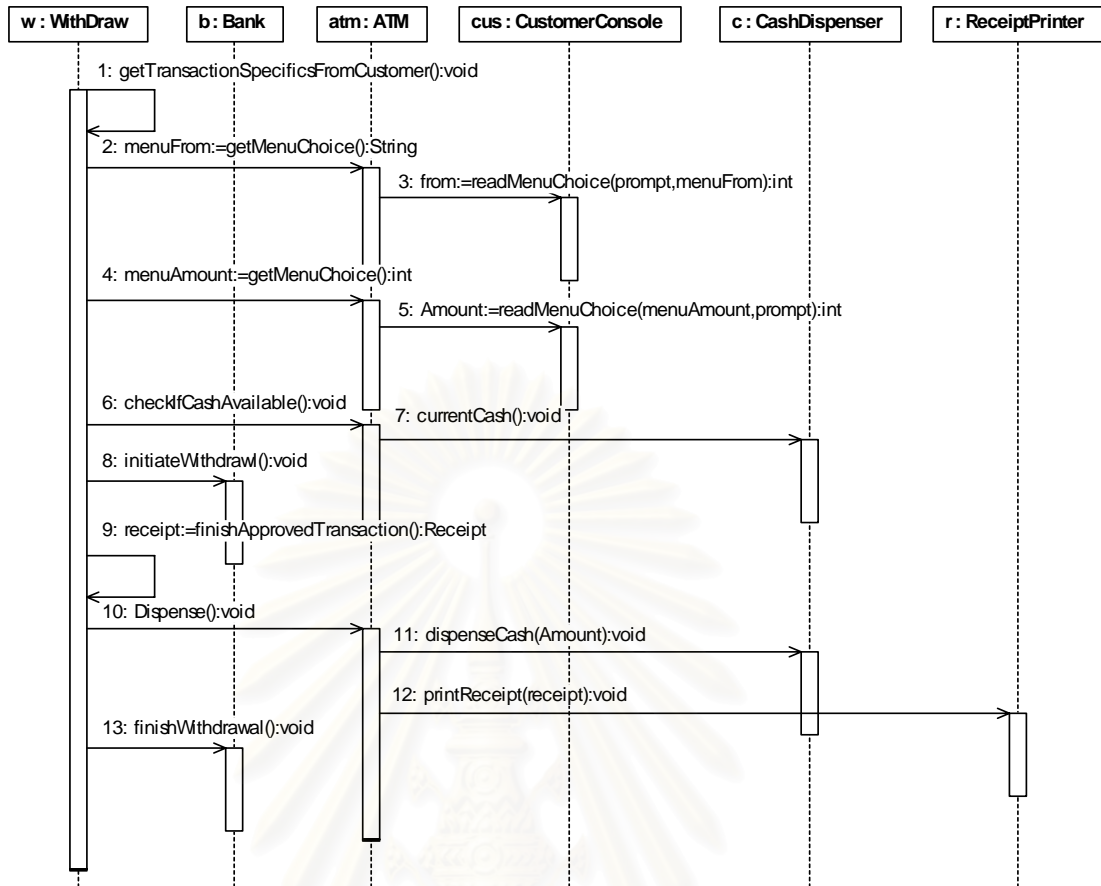 w : WithDraw
b : Bank
atm : ATM
cus : CustomerConsole
c : CashDispenser
r : ReceiptPrinter
1: getTransactionSpecificsFromCustomer():void
2: menuFrom:=getMenuChoice():String
3: from:=readMenuChoice(prompt,menuFrom):int
4: menuAmount:=getMenuChoice():int
5: Amount:=readMenuChoice(menuAmount,prompt):int
6: checkIfCashAvailable():void
7: currentCash():void
8: initiateWithdrawl():void
9: receipt:=finishApprovedTransaction():Receipt
10: Dispense():void
11: dispenseCash(Amount):void
12: printReceipt(receipt):void
13: finishWithdrawal():void